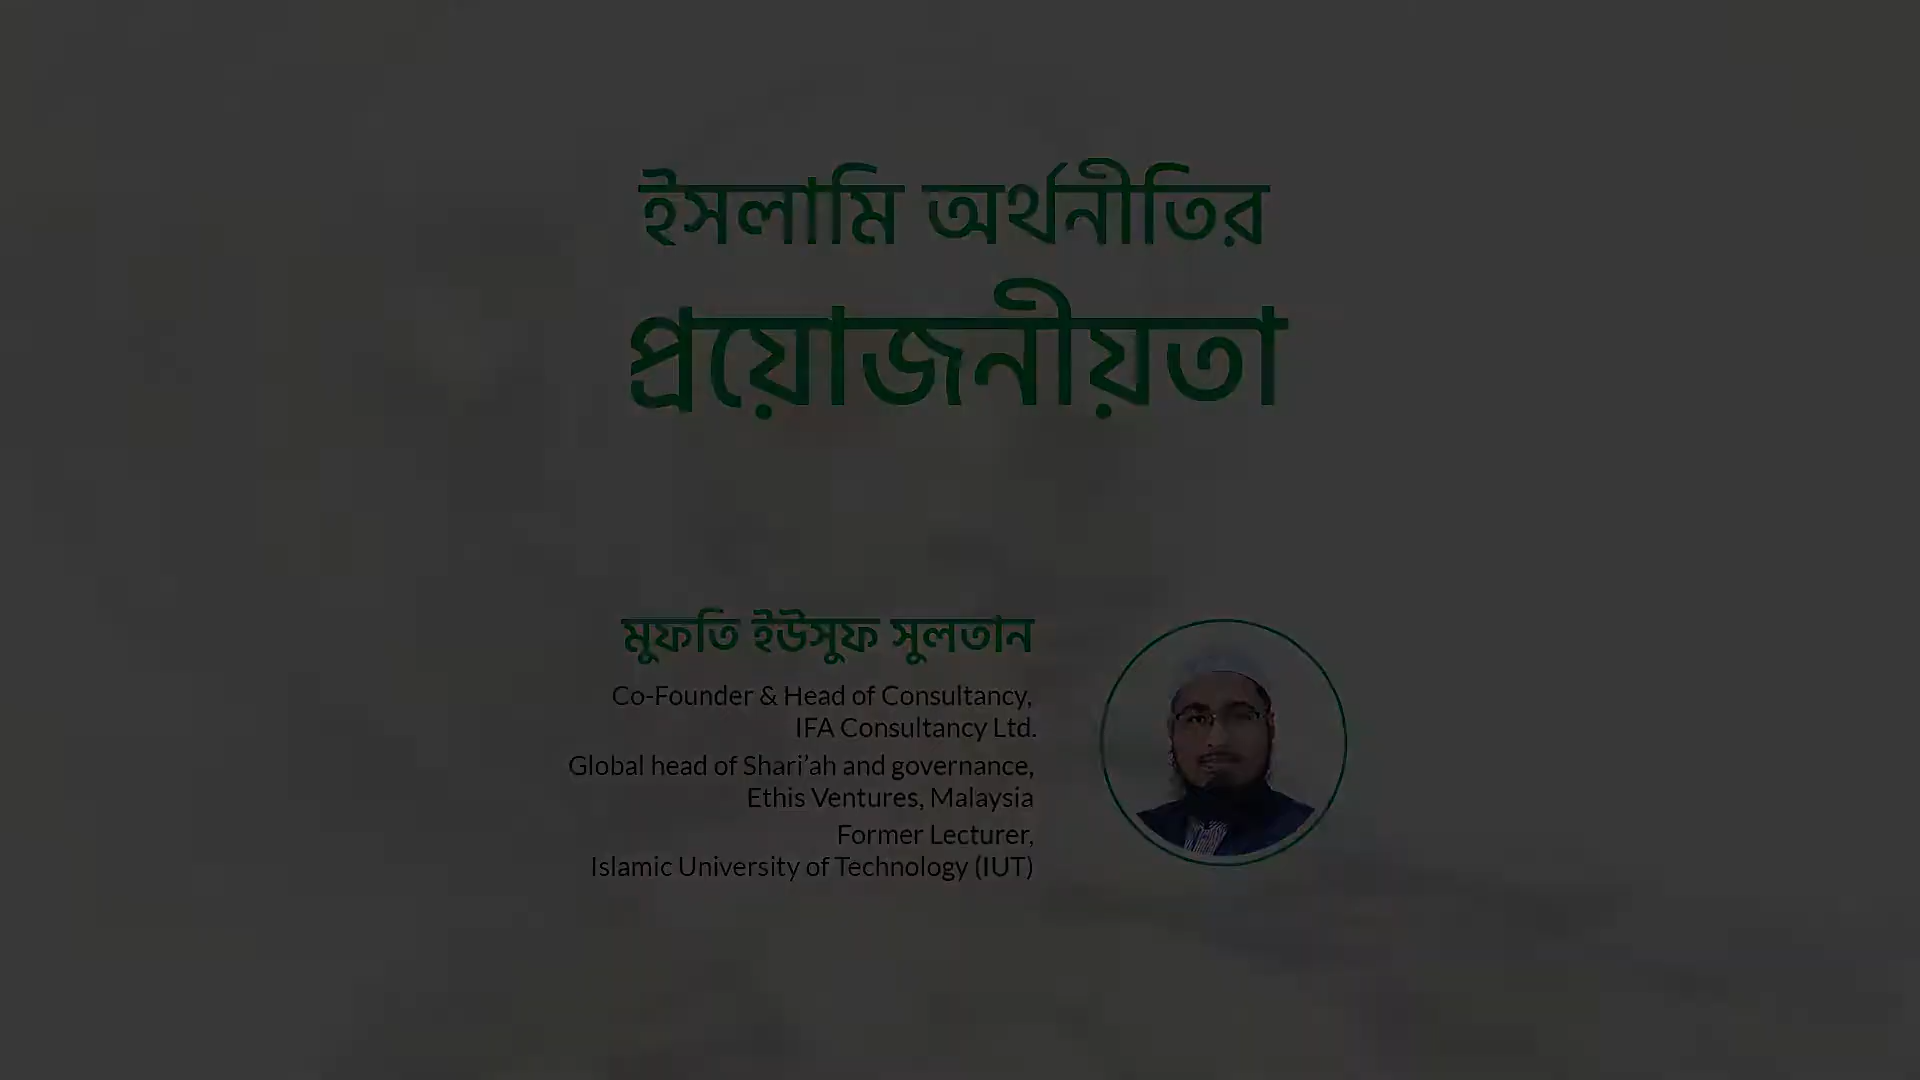 ইসলামি অর্থনীতির
প্রয়োজনীয়তা
মুফতি ইউসুফ সুলতান
Co-Founder & Head of Consultancy,
IFA Consultancy Ltd.
Global head of Shari’ah and governance,
Ethis Ventures, Malaysia
Former Lecturer,
Islamic University of Technology (IUT)